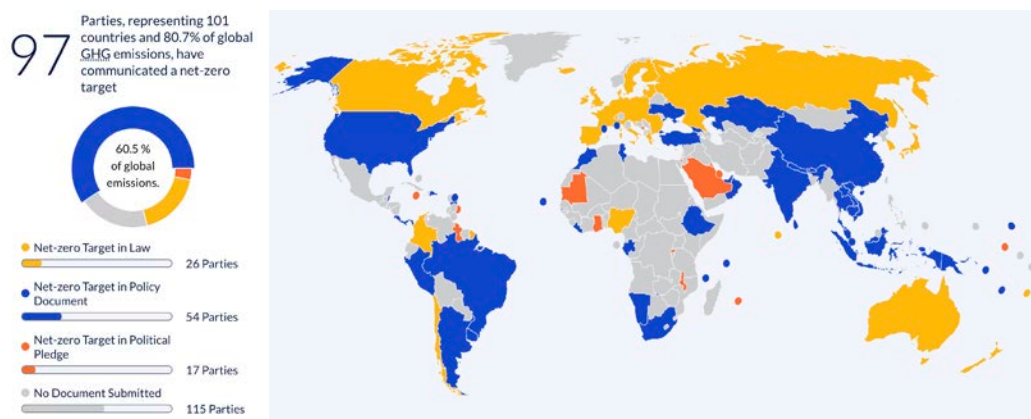 97
Parties, representing 101
countries and 80.7% of global
GHG emissions, have
communicated a net-zero
target
60.5 %
of global
emissions.
Net-zero Target in Law
26 Parties
Net-zero Target in Policy
Document
54 Parties
Net-zero Target in Political
Pledge
17 Parties
No Document Submitted
115 Parties